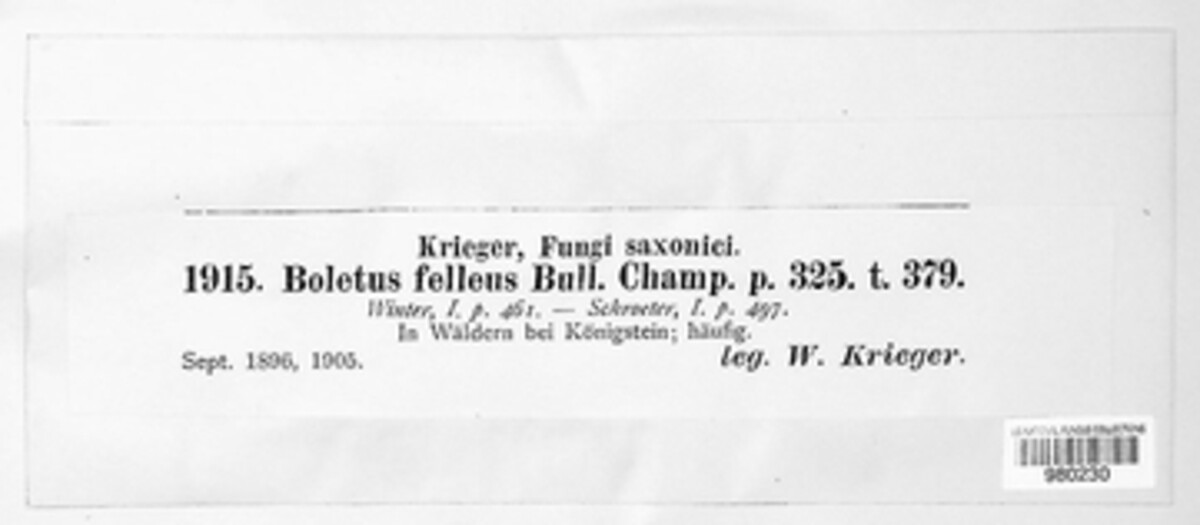 Krieger, Fungi saxonici.
1915. Boletus felleus Bull. Champ. p. 325. t. 379.
Winter, I. p. 461. — Schroeter, I. p. 497.
In Wäldern bei Königstein; häufig.
Sept. 1896, 1905.
leg. W. Krieger.
980230